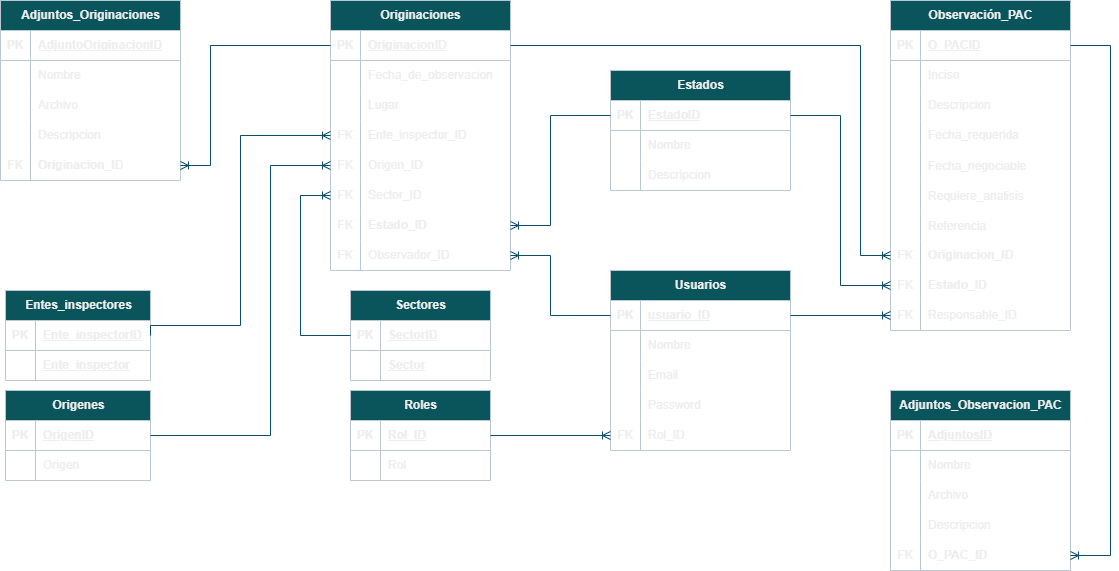 Adjuntos_Originaciones
PK AdjuntoOriginacionID
Nombre
Archivo
Descripcion
FK Originacion_ID
Originaciones
PK OriginacionID
Fecha_de_observacion
Lugar
FK Ente_inspector_ID
FK Origen_ID
FK Sector_ID
FK Estado_ID
FK Observador_ID
Estados
PK EstadoID
Nombre
Descripcion
Observación_PAC
PK O_PACID
Inciso
Descripcion
Fecha_requerida
Fecha_negociable
Requiere_analisis
Referencia
FK Originacion_ID
FK Estado_ID
FK Responsable_ID
Entes_inspectores
PK Ente_inspectorID
Ente_inspector
Sectores
PK SectorID
Sector
Usuarios
PK usuario_ID
Nombre
Email
Password
FK Rol_ID
Origenes
PK OrigenID
Origen
Roles
PK Rol_ID
Rol
Adjuntos_Observacion_PAC
PK AdjuntosID
Nombre
Archivo
Descripcion
FK O_PAC_ID